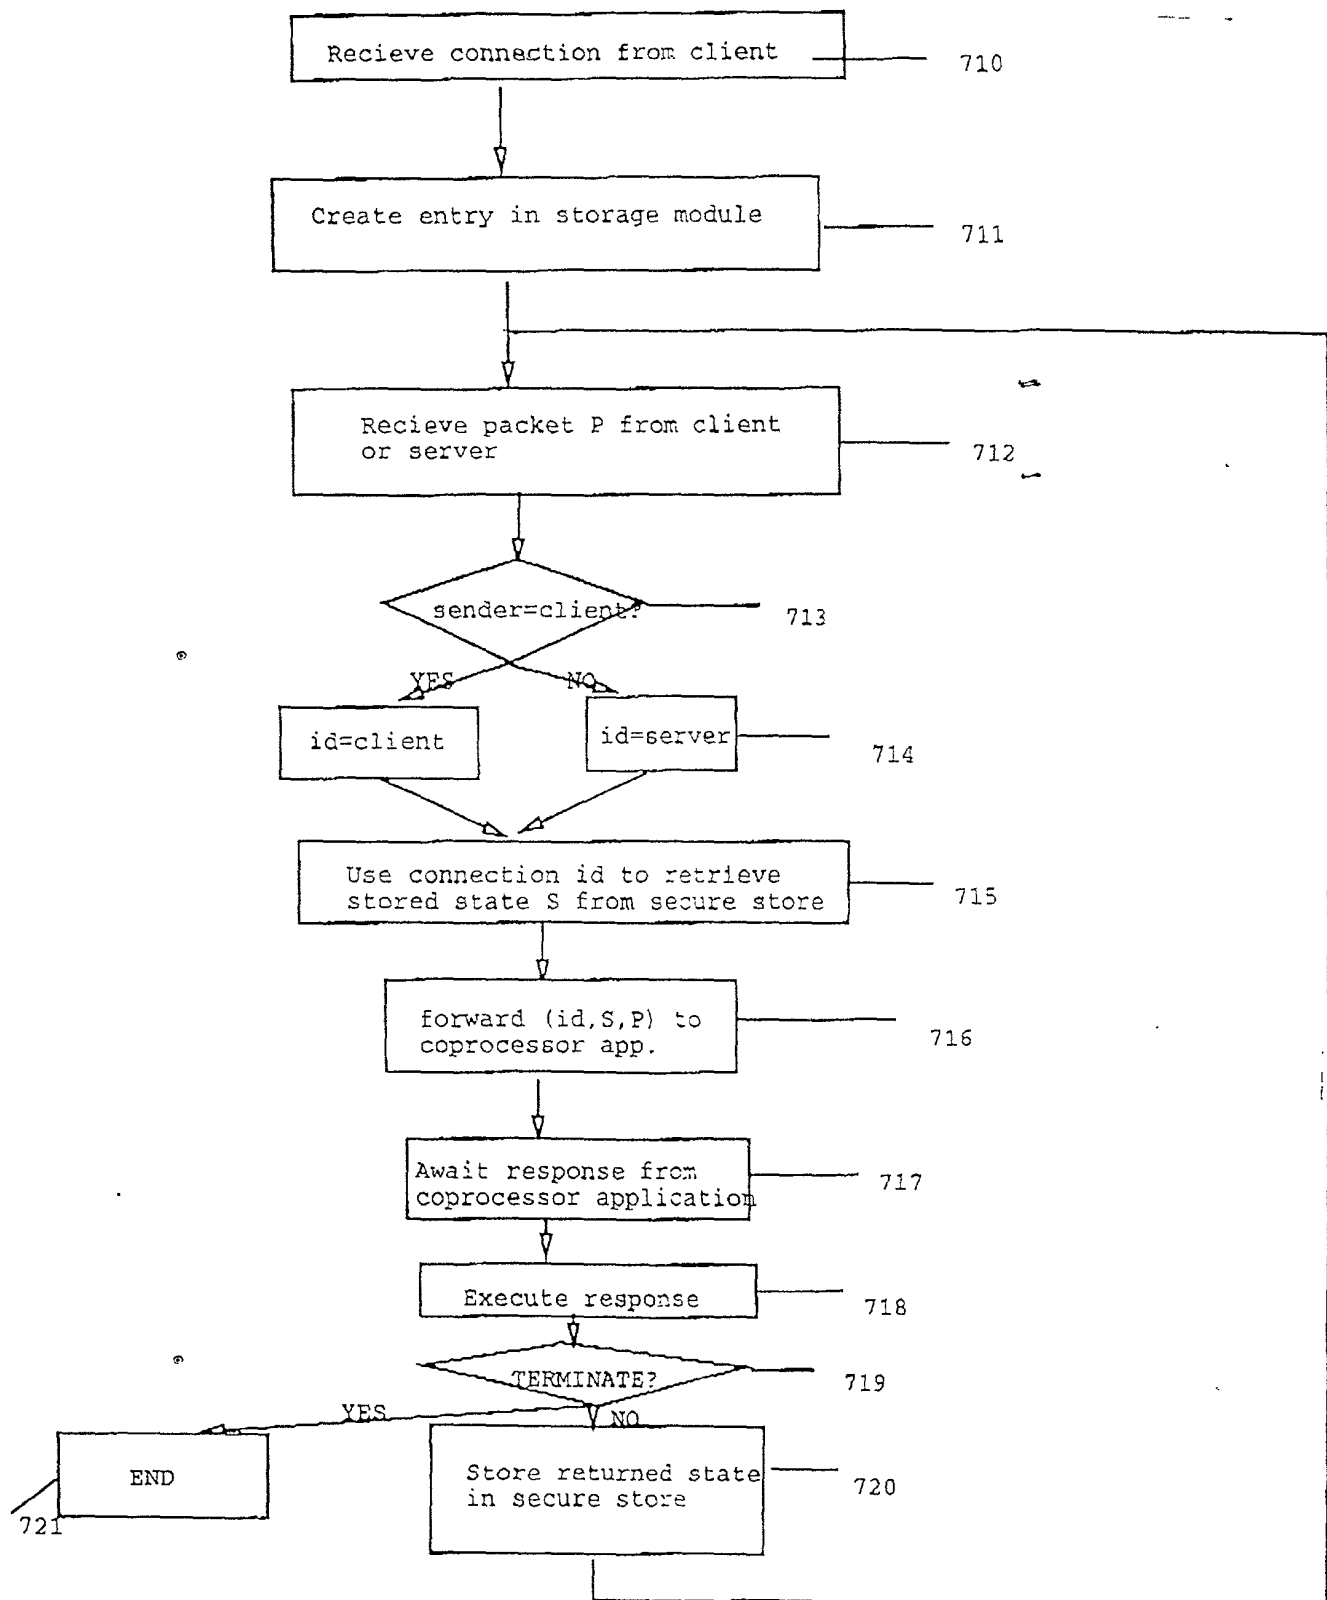 Recieve connection from client
710
Create entry in storage module
711
Recieve packet P from client
or server
712
sender=client?
713
YES
NO
id=client
id=server
714
Use connection id to retrieve
stored state S from secure store
715
forward (id,S,P) to
coprocessor app.
716
Await response from
coprocessor application
717
Execute response
718
TERMINATE?
719
YES
NO
END
721
Store returned state
in secure store
720